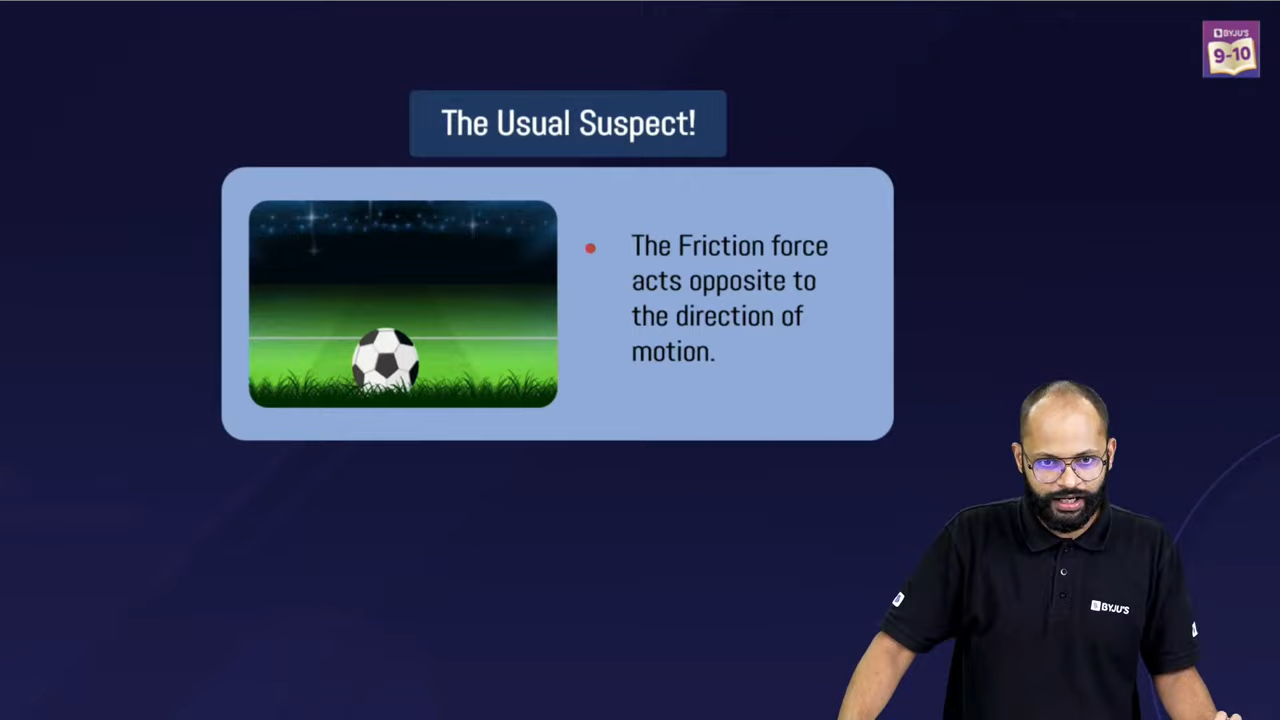 BYJU'S
9-10
The Usual Suspect!
The Friction force
acts opposite to
the direction of
motion.
BYJU'S